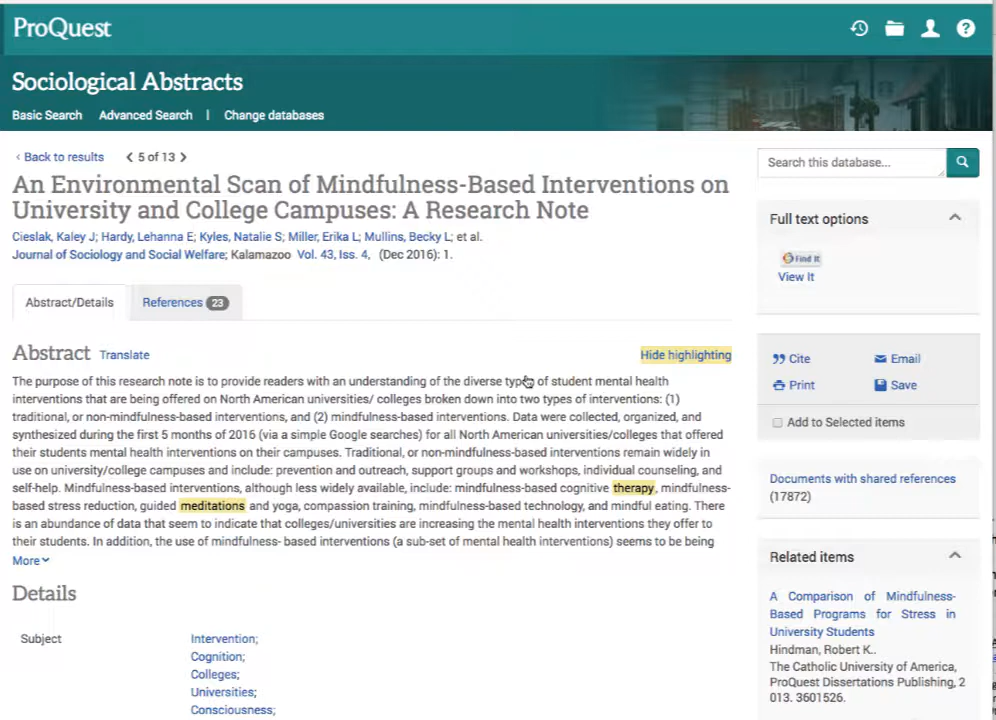 ProQuest
Sociological Abstracts
Basic Search Advanced Search | Change databases
‹ Back to results
5 of 13
An Environmental Scan of Mindfulness-Based Interventions on
University and College Campuses: A Research Note
Cieslak, Kaley J; Hardy, Lehanna E; Kyles, Natalie S; Miller, Erika L; Mullins, Becky L; et al.
Journal of Sociology and Social Welfare; Kalamazoo Vol. 43, Iss. 4, (Dec 2016): 1.
Abstract/Details
References 23
Abstract Translate
Hide highlighting
The purpose of this research note is to provide readers with an understanding of the diverse types of student mental health
interventions that are being offered on North American universities/ colleges broken down into two types of interventions: (1)
traditional, or non-mindfulness-based interventions, and (2) mindfulness-based interventions. Data were collected, organized, and
synthesized during the first 5 months of 2016 (via a simple Google searches) for all North American universities/colleges that offered
their students mental health interventions on their campuses. Traditional, or non-mindfulness-based interventions remain widely in
use on university/college campuses and include: prevention and outreach, support groups and workshops, individual counseling, and
self-help. Mindfulness-based interventions, although less widely available, include: mindfulness-based cognitive therapy, mindfulness-
based stress reduction, guided meditations and yoga, compassion training, mindfulness-based technology, and mindful eating. There
is an abundance of data that seem to indicate that colleges/universities are increasing the mental health interventions they offer to
their students. In addition, the use of mindfulness- based interventions (a sub-set of mental health interventions) seems to be being
More
Details
Subject
Intervention;
Cognition;
Colleges;
Universities;
Consciousness;
Search this database...
Full text options
Find It
View It
Cite
Email
Print
Save
Add to Selected items
Documents with shared references
(17872)
Related items
A Comparison of Mindfulness-
Based Programs for Stress in
University Students
Hindman, Robert K..
The Catholic University of America,
ProQuest Dissertations Publishing, 2
013. 3601526.